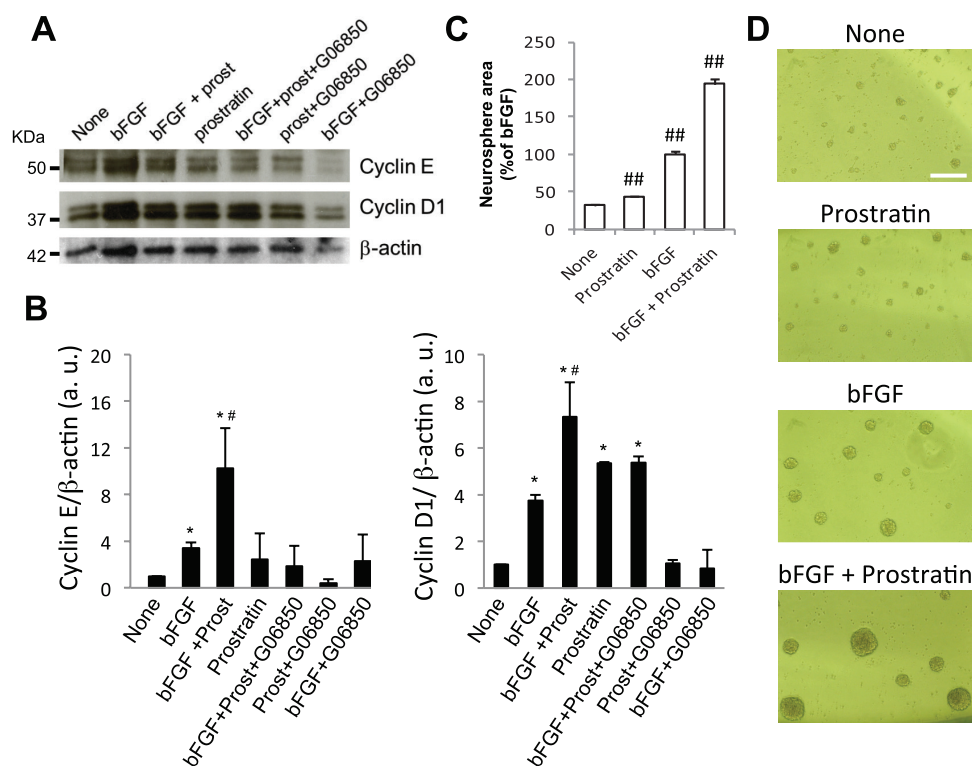 A
None
bFGF
bFGF + prost
prostratin
bFGF+prost+G06850
prost+G06850
bFGF+G06850
KDa
50
Cyclin E
37
Cyclin D1
42
β-actin
B
Cyclin E/β-actin (a. u.)
20
16
12
8
4
0
*
* #
None
bFGF
bFGF +Prost
Prostratin
bFGF+Prost+G06850
Prost+G06850
bFGF+G06850
Cyclin D1/ β-actin (a. u.)
10
8
6
4
2
0
*
* #
*
*
None
bFGF
bFGF +Prost
Prostratin
bFGF+Prost+G06850
Prost+G06850
bFGF+G06850
C
Neurosphere area
(%of bFGF)
250
200
150
100
50
0
##
##
##
None
Prostratin
bFGF
bFGF + Prostratin
D
None
Prostratin
bFGF
bFGF + Prostratin